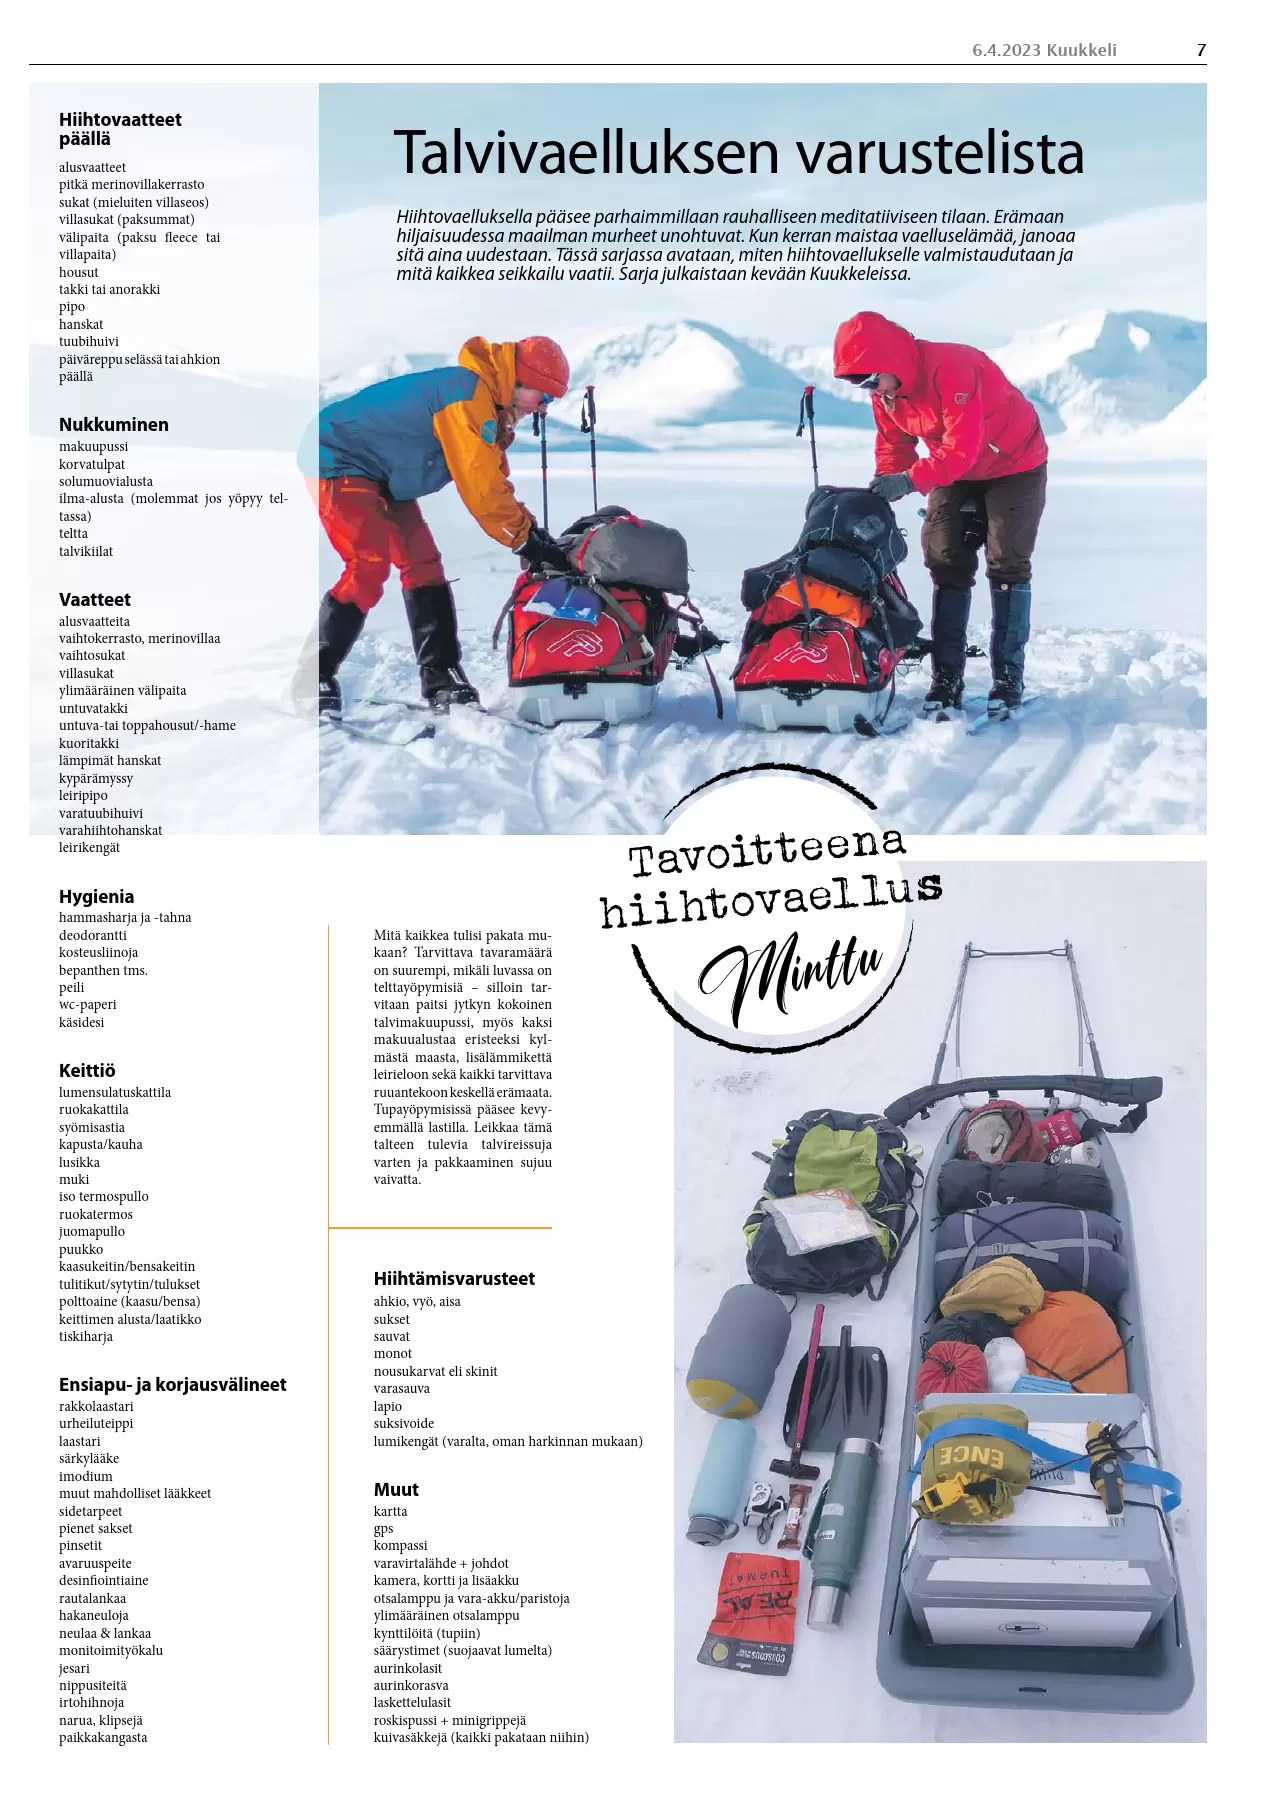 6.4.2023 Kuukkeli 7
Talvivaelluksen varustelista
Hiihtovaelluksella pääsee parhaimmillaan rauhalliseen meditatiiviseen tilaan. Erämaan
hiljaisuudessa maailman murheet unohtuvat. Kun kerran maistaa vaelluselämää, janoaa
sitä aina uudestaan. Tässä sarjassa avataan, miten hiihtovaellukselle valmistaudutaan ja
mitä kaikkea seikkailu vaatii. Sarja julkaistaan kevään Kuukkeleissa.
Hiihtovaatteet
päällä
alusvaatteet
pitkä merinovillakerrasto
sukat (mieluiten villaseos)
villasukat (paksummat)
välipaita (paksu fleece tai
villapaita)
housut
takki tai anorakki
pipo
hanskat
tuubihuivi
päiväreppu selässä tai ahkion
päällä
Nukkuminen
makuupussi
korvatulpat
solumuovialusta
ilma-alusta (molemmat jos yöpyy tel-
tassa)
teltta
talvikiilat
Vaatteet
alusvaatteita
vaihtokerrasto, merinovillaa
vaihtosukat
villasukat
ylimääräinen välipaita
untuvatakki
untuva-tai toppahousut/-hame
kuoritakki
lämpimät hanskat
kypärämyssy
leiripipo
varatuubihuivi
varahiihtohanskat
leirikengät
Hygienia
hammasharja ja -tahna
deodorantti
kosteusliinoja
bepanthen tms.
peili
wc-paperi
käsidesi
Keittiö
lumensulatuskattila
ruokakattila
syömisastia
kapusta/kauha
lusikka
muki
iso termospullo
ruokatermos
juomapullo
puukko
kaasukeitin/bensakeitin
tulitikut/sytytin/tulukset
polttoaine (kaasu/bensa)
keittimen alusta/laatikko
tiskiharja
Ensiapu- ja korjausvälineet
rakkolaastari
urheiluteippi
laastari
särkylääke
imodium
muut mahdolliset lääkkeet
sidetarpeet
pienet sakset
pinsetit
avaruuspeite
desinfiointiaine
rautalankaa
hakaneuloja
neulaa & lankaa
monitoimityökalu
jesari
nippusiteitä
irtohihnoja
narua, klipsejä
paikkakangasta
Tavoitteena
hiihtovaellus
Minttu
Mitä kaikkea tulisi pakata mu-
kaan? Tarvittava tavaramäärä
on suurempi, mikäli luvassa on
telttayöpymisiä – silloin tar-
vitaan paitsi jytkyn kokoinen
talvimakuupussi, myös kaksi
makuualustaa eristeeksi kyl-
mästä maasta, lisälämmikettä
leirieloon sekä kaikki tarvittava
ruuantekoon keskellä erämaata.
Tupayöpymisissä pääsee kevy-
emmällä lastilla. Leikkaa tämä
talteen tulevia talvireissuja
varten ja pakkaaminen sujuu
vaivatta.
Hiihtämisvarusteet
ahkio, vyö, aisa
sukset
sauvat
monot
nousukarvat eli skinit
varasauva
lapio
suksivoide
lumikengät (varalta, oman harkinnan mukaan)
Muut
kartta
gps
kompassi
varavirtalähde + johdot
kamera, kortti ja lisäakku
otsalamppu ja vara-akku/paristoja
ylimääräinen otsalamppu
kynttilöitä (tupiin)
säärystimet (suojaavat lumelta)
aurinkolasit
aurinkorasva
laskettelulasit
roskispussi + minigrippejä
kuivasäkkejä (kaikki pakataan niihin)
ENCE
REAL
TURMAT
COUSCOUS